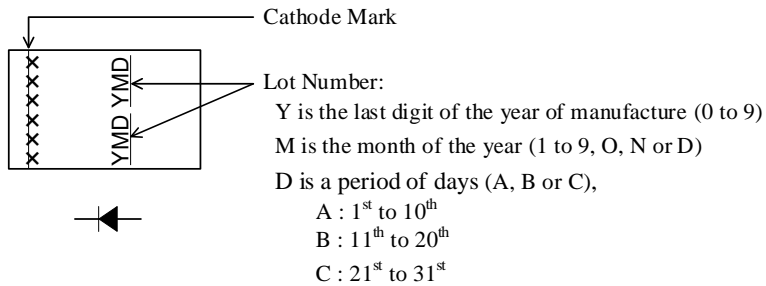 Cathode Mark
YMD YMD
Lot Number:
Y is the last digit of the year of manufacture (0 to 9)
M is the month of the year (1 to 9, O, N or D)
D is a period of days (A, B or C),
A : 1st to 10th
B : 11th to 20th
C : 21st to 31st